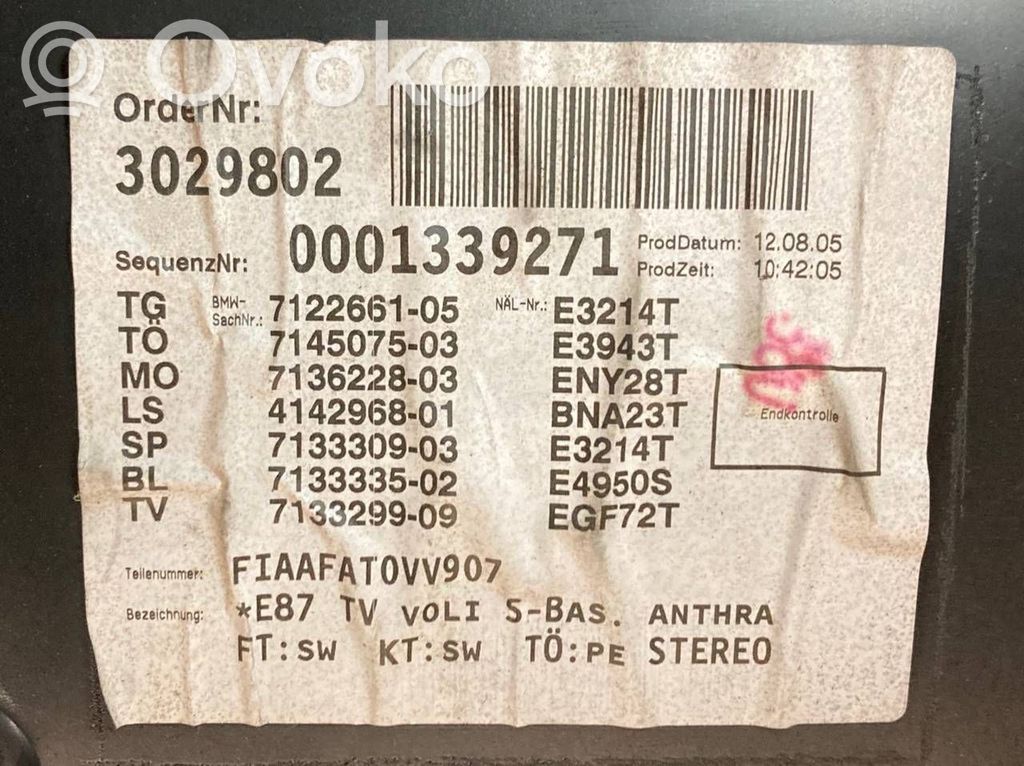 Ovoko
OrderNr:
3029802
SequenzNr: 0001339271
ProdDatum: 12.08.05
ProdZeit: 10:42:05
TG BMW-SachNr.: 7122661-05 NÄL-Nr.: E3214T
TÖ 7145075-03 E3943T
MO 7136228-03 ENY28T
LS 4142968-01 BNA23T
SP 7133309-03 E3214T
BL 7133335-02 E4950S
TV 7133299-09 EGF72T
Endkontrolle
Teilenummer: FIAAFATOVV907
Bezeichnung: *E87 TV VOLI S-BAS. ANTHRA
FT:SW KT:SW TÖ:PE STEREO